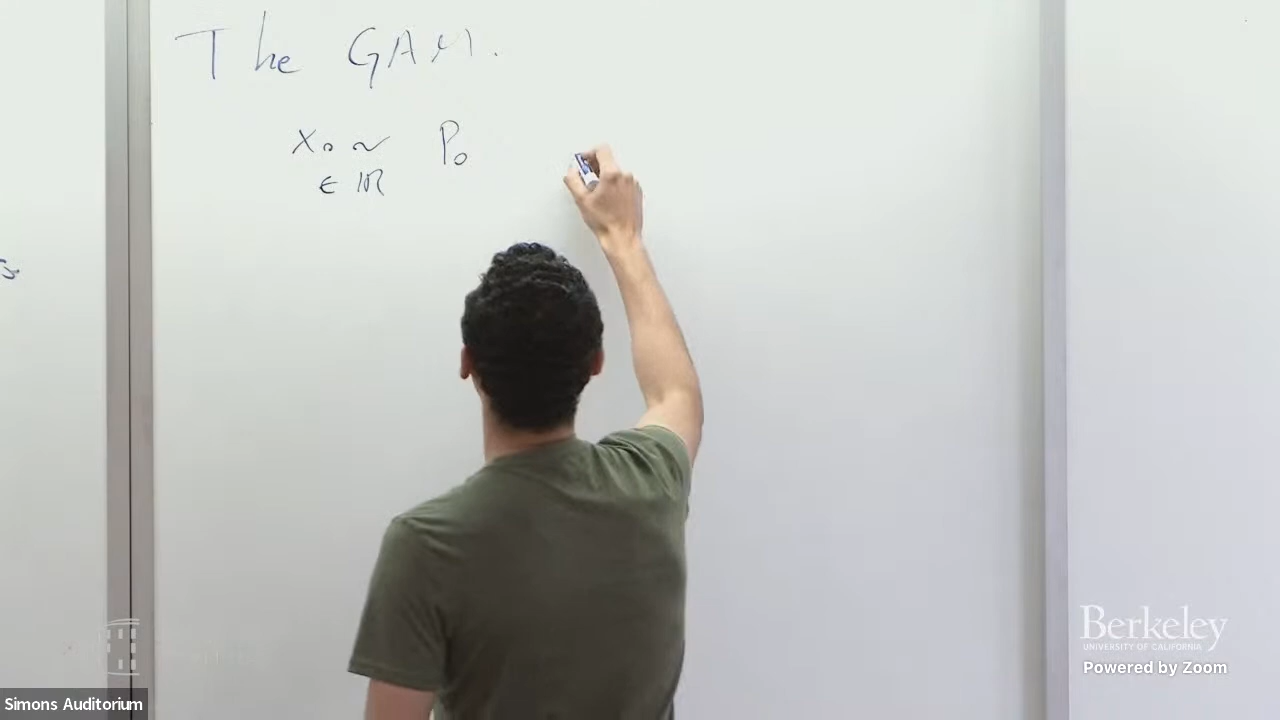 The GAM.
X₀ ~ P₀
∈ ℝ
Berkeley
UNIVERSITY OF CALIFORNIA
Powered by Zoom
Simons Auditorium